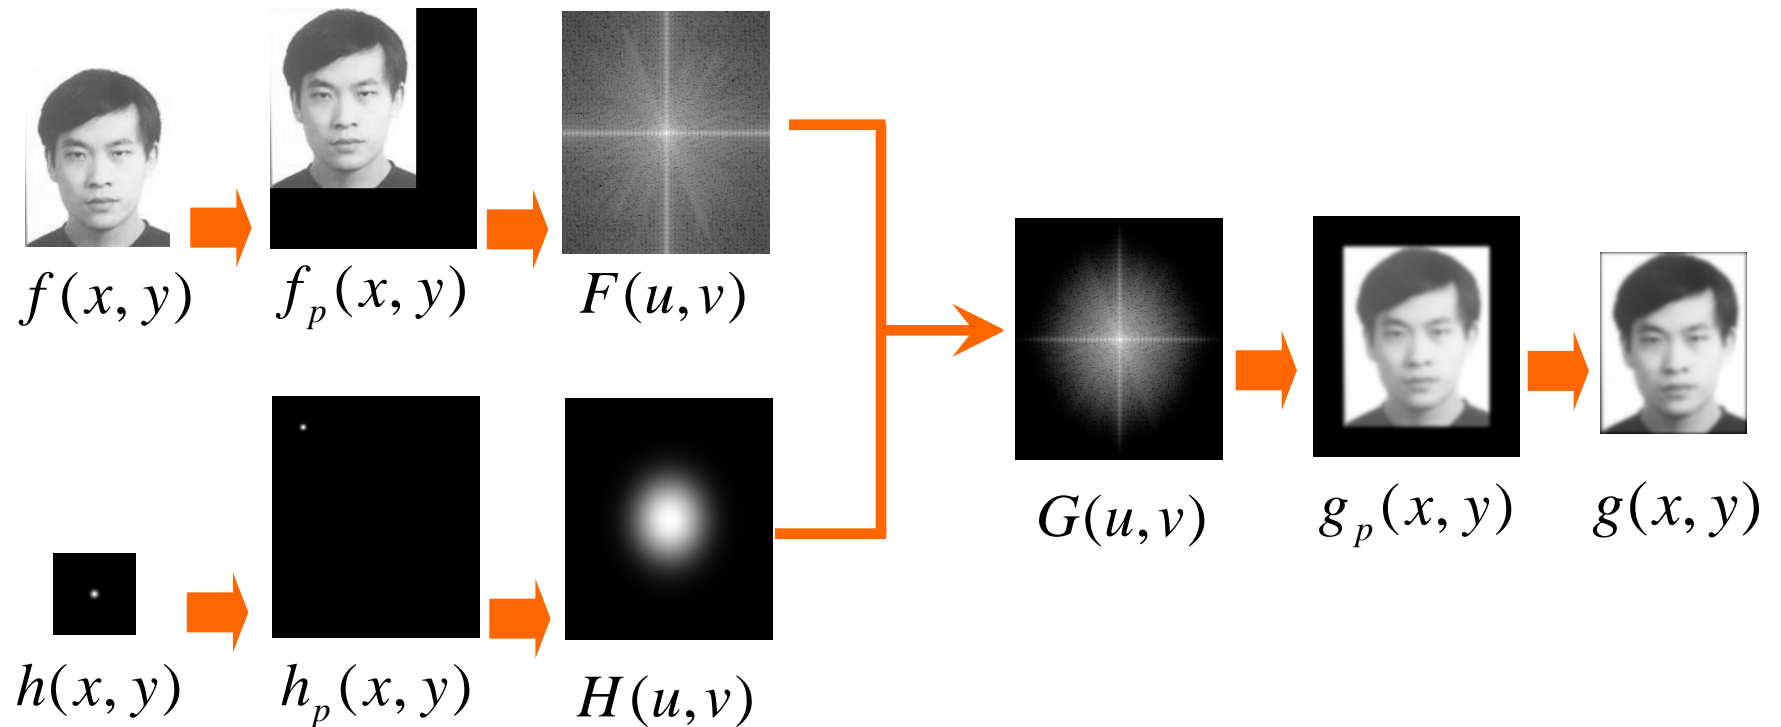 f(x, y)
f_p(x, y)
F(u, v)
G(u, v)
g_p(x, y)
g(x, y)
h(x, y)
h_p(x, y)
H(u, v)